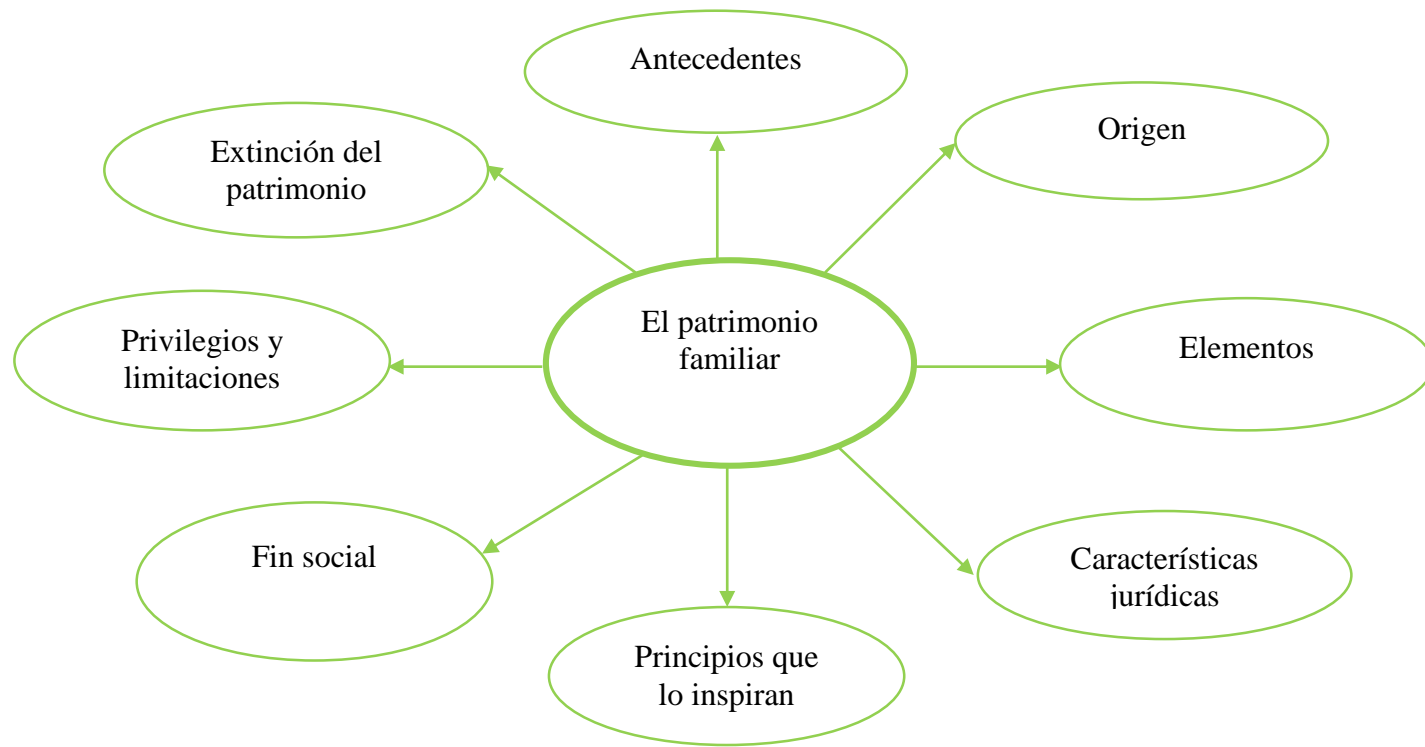 Antecedentes
Origen
Extinción del
patrimonio
El patrimonio
familiar
Privilegios y
limitaciones
Elementos
Fin social
Características
jurídicas
Principios que
lo inspiran